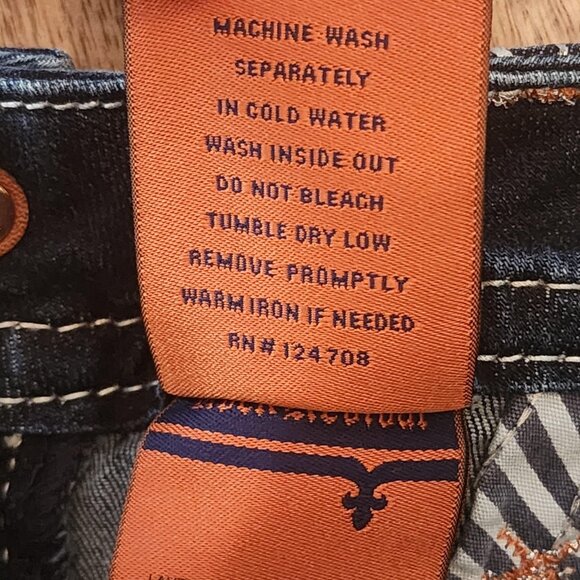 MACHINE WASH
SEPARATELY
IN COLD WATER
WASH INSIDE OUT
DO NOT BLEACH
TUMBLE DRY LOW
REMOVE PROMPTLY
WARM IRON IF NEEDED
RN# 124708